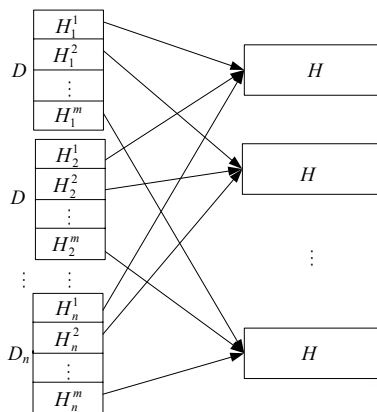 H_1^1
D H_1^2 H
⋮
H_1^m
H_2^1
D H_2^2 H
⋮
H_2^m ⋮
⋮ ⋮
H_n^1
D_n H_n^2 H
⋮
H_n^m